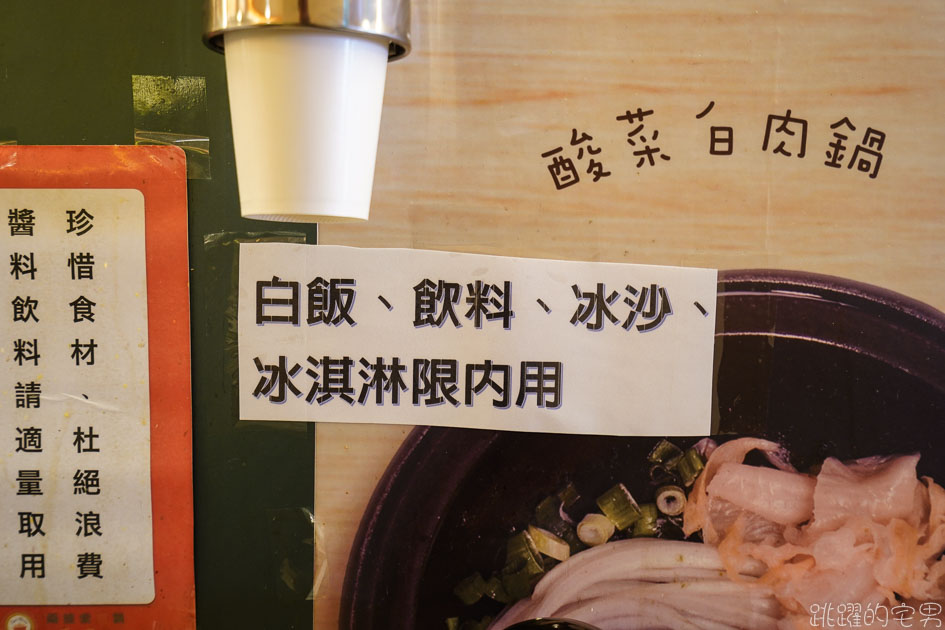 酸菜白肉鍋
白飯、飲料、冰沙、
冰淇淋限內用
珍惜食材、杜絕浪費
醬料飲料請適量取用
跳躍的宅男